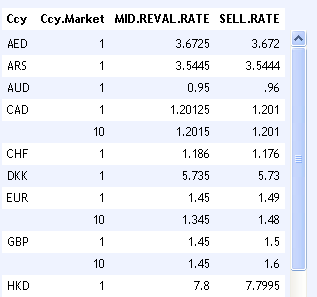 Ccy Ccy.Market MID.REVAL.RATE SELL.RATE
AED 1 3.6725 3.672
ARS 1 3.5445 3.5444
AUD 1 0.95 .96
CAD 1 1.20125 1.201
10 1.2015 1.201
CHF 1 1.186 1.176
DKK 1 5.735 5.73
EUR 1 1.45 1.49
10 1.345 1.48
GBP 1 1.45 1.5
10 1.45 1.6
HKD 1 7.8 7.7995